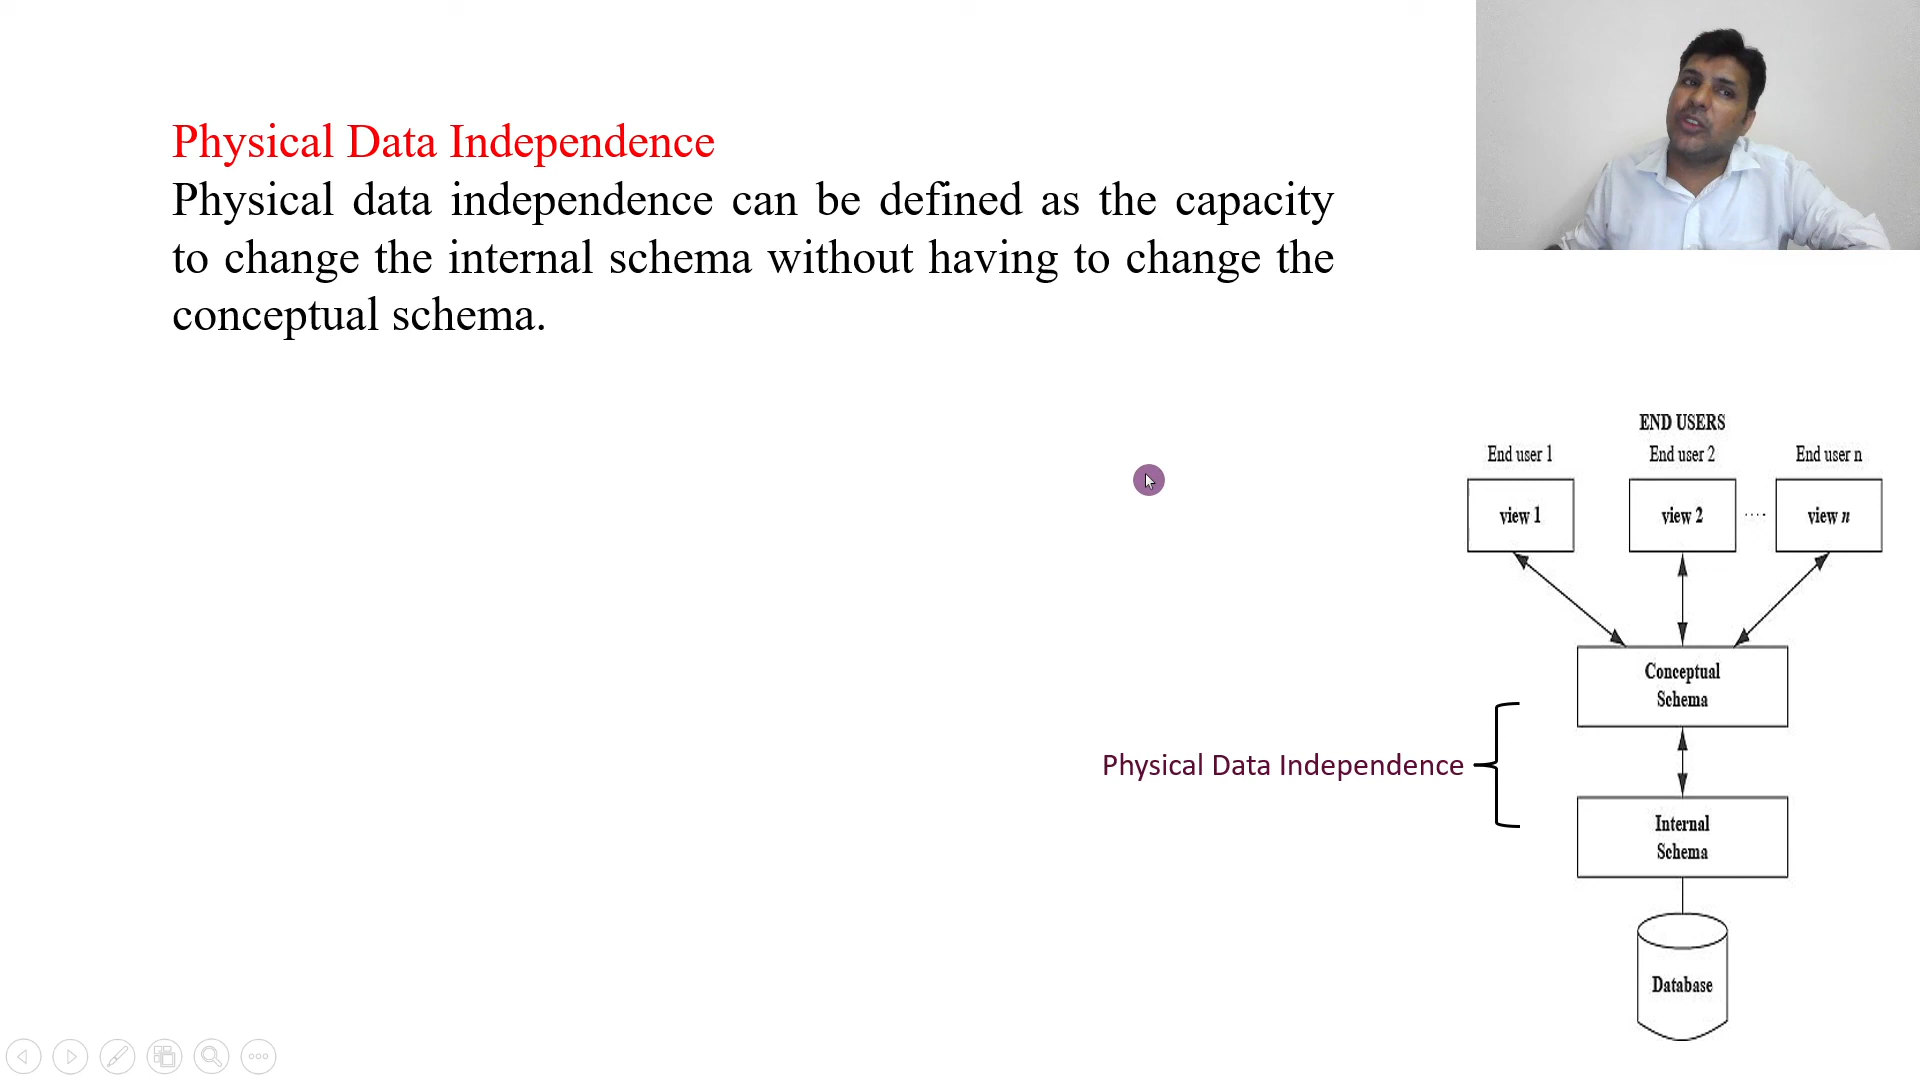 Physical Data Independence
Physical data independence can be defined as the capacity
to change the internal schema without having to change the
conceptual schema.
END USERS
End user 1
End user 2
End user n
view 1
view 2
....
view n
Conceptual
Schema
Physical Data Independence
Internal
Schema
Database